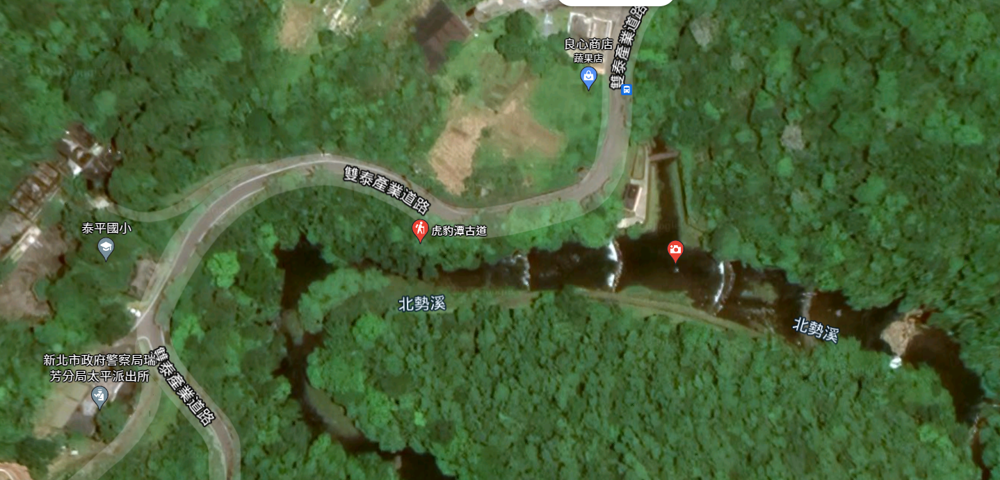 雙泰產業道路
良心商店
蔬果店
雙泰產業道路
虎豹潭古道
泰平國小
北勢溪
北勢溪
新北市政府警察局瑞
芳分局太平派出所
雙泰產業道路